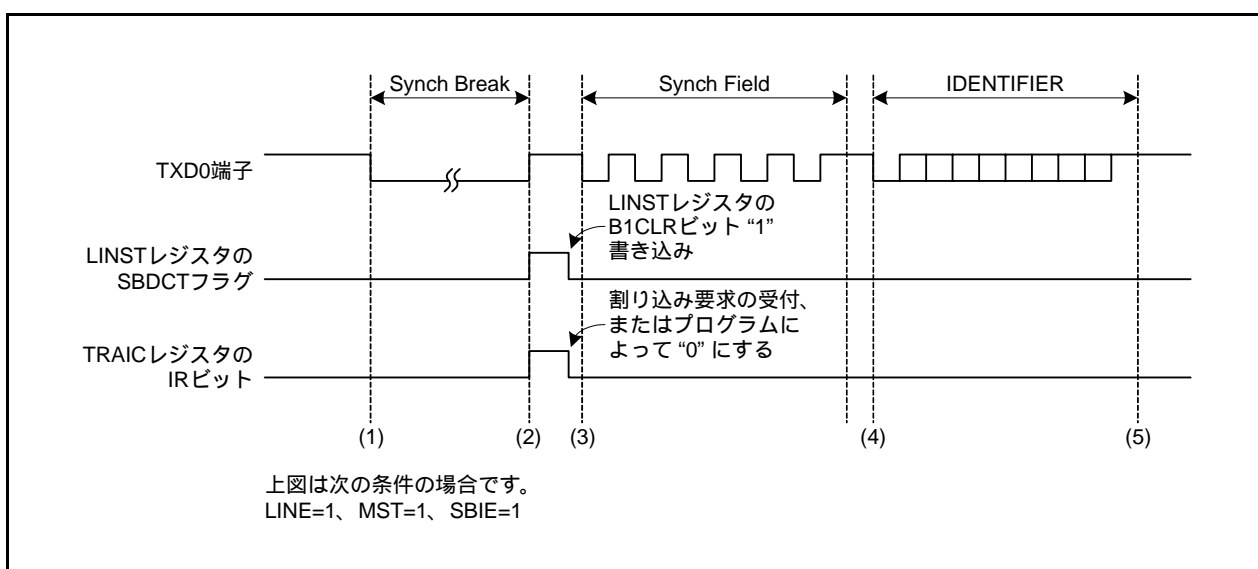 Synch Break
Synch Field
IDENTIFIER
TXD0端子
LINSTレジスタの
B1CLRビット “1”
書き込み
LINSTレジスタの
SBDCTフラグ
割り込み要求の受付、
またはプログラムに
よって “0” にする
TRAICレジスタの
IRビット
(1)
(2)
(3)
(4)
(5)
上図は次の条件の場合です。
LINE=1、MST=1、SBIE=1